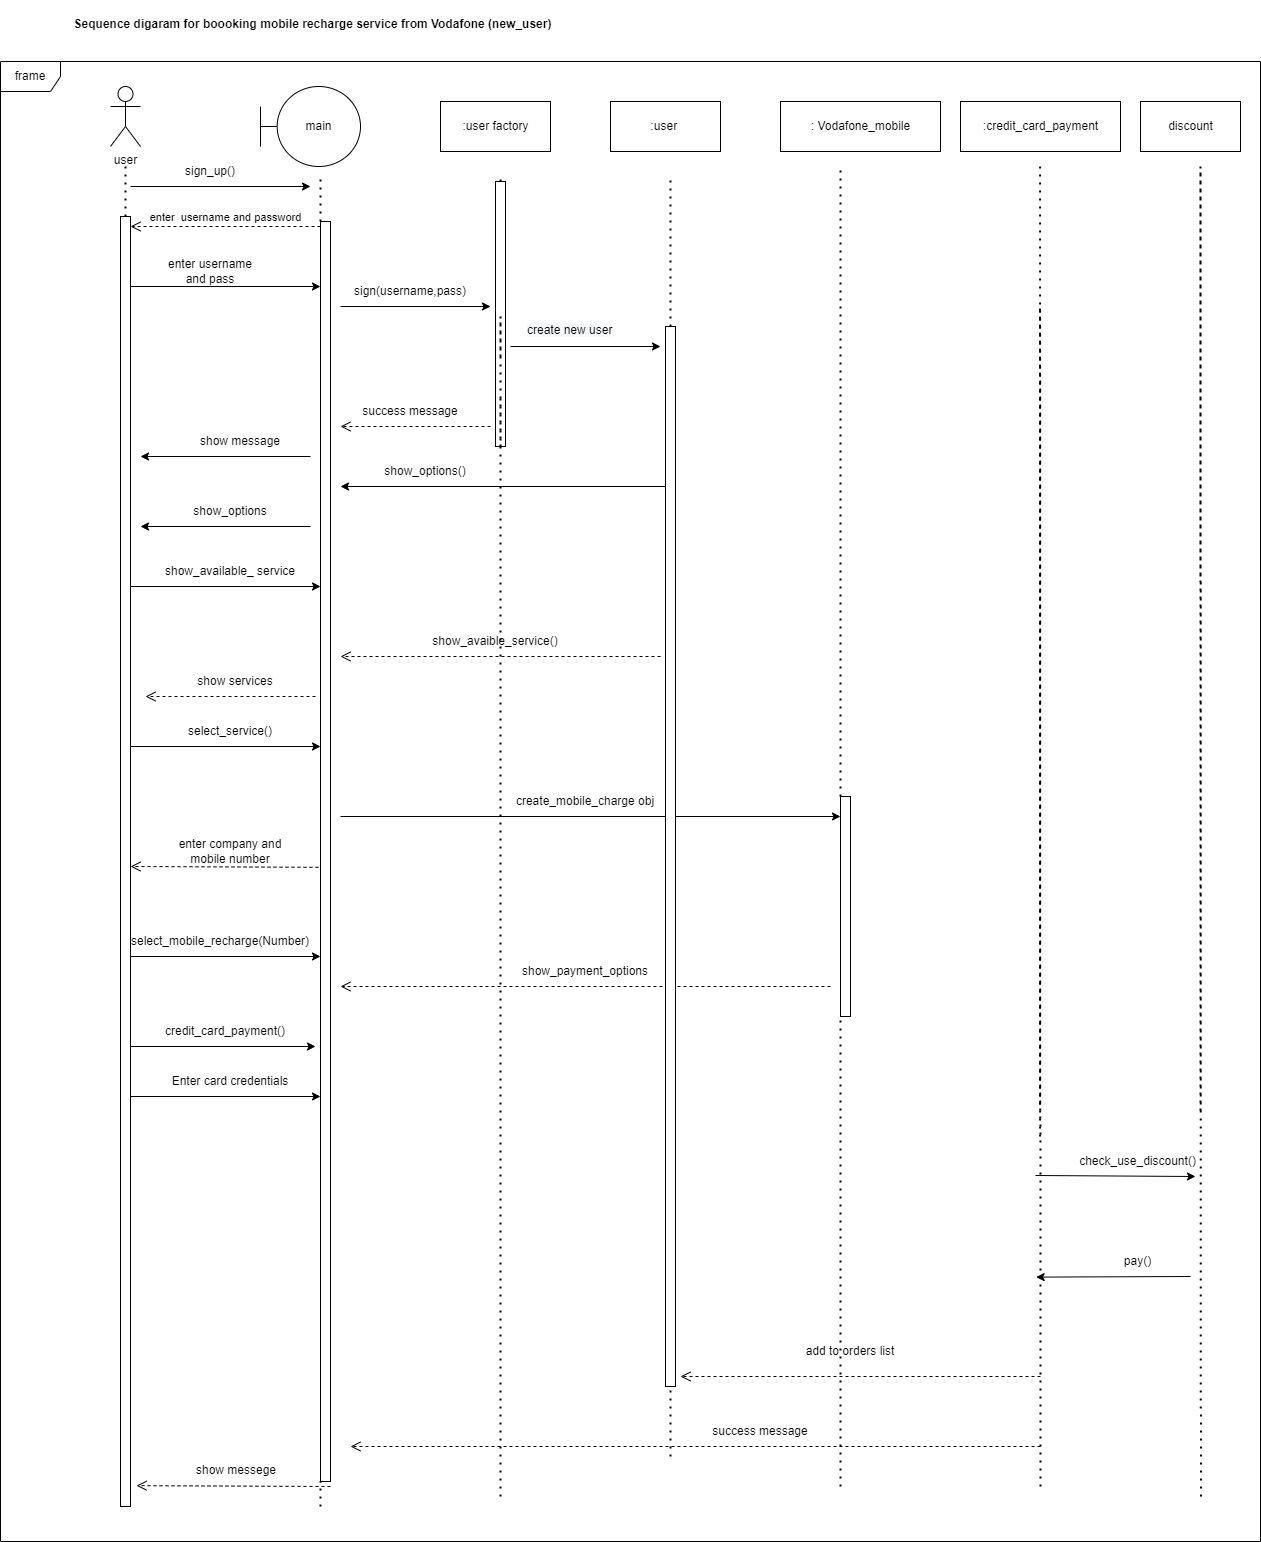 Sequence digaram for boooking mobile recharge service from Vodafone (new_user)
frame
user
main
:user factory
:user
: Vodafone_mobile
:credit_card_payment
discount
sign_up()
enter  username and password
enter username
and pass
sign(username,pass)
create new user
success message
show message
show_options()
show_options
show_available_ service
show_avaible_service()
show services
select_service()
create_mobile_charge obj
enter company and
mobile number
select_mobile_recharge(Number)
show_payment_options
credit_card_payment()
Enter card credentials
check_use_discount()
pay()
add to orders list
success message
show messege